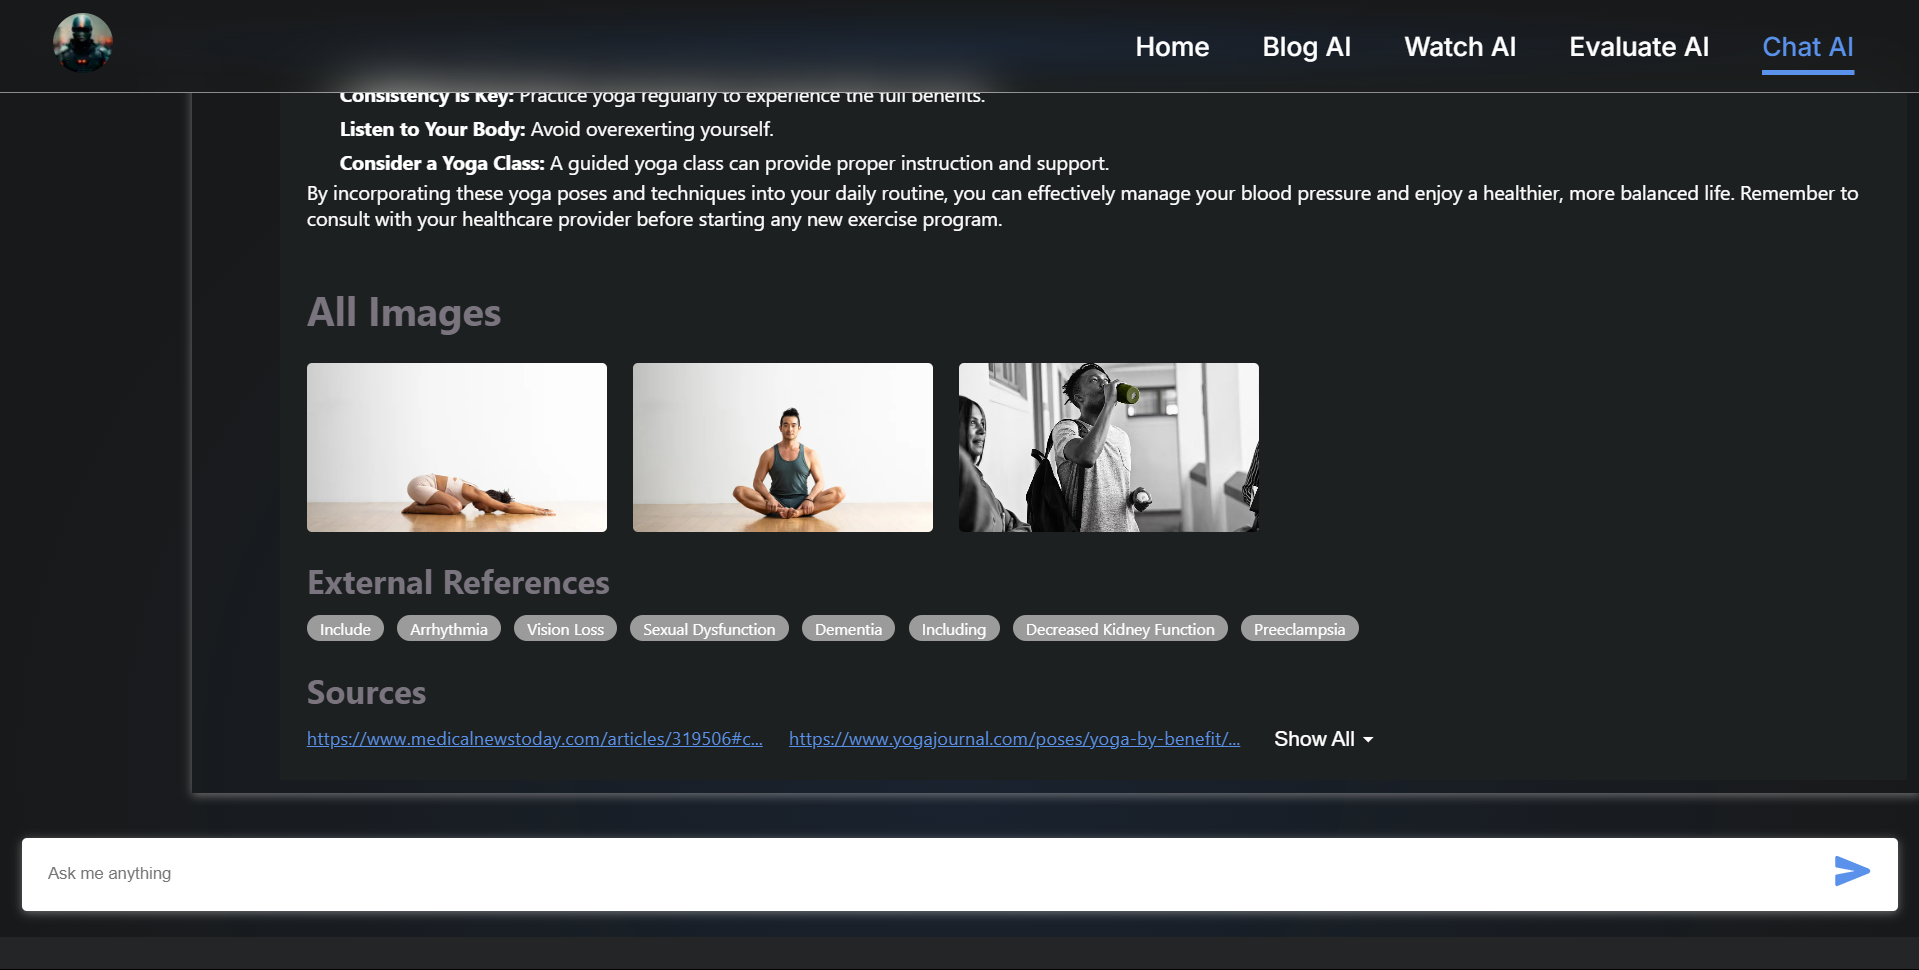 Home Blog AI Watch AI Evaluate AI Chat AI
Consistency is Key: Practice yoga regularly to experience the full benefits.
Listen to Your Body: Avoid overexerting yourself.
Consider a Yoga Class: A guided yoga class can provide proper instruction and support.
By incorporating these yoga poses and techniques into your daily routine, you can effectively manage your blood pressure and enjoy a healthier, more balanced life. Remember to
consult with your healthcare provider before starting any new exercise program.
All Images
External References
Include Arrhythmia Vision Loss Sexual Dysfunction Dementia Including Decreased Kidney Function Preeclampsia
Sources
https://www.medicalnewstoday.com/articles/319506#c... https://www.yogajournal.com/poses/yoga-by-benefit/... Show All
Ask me anything